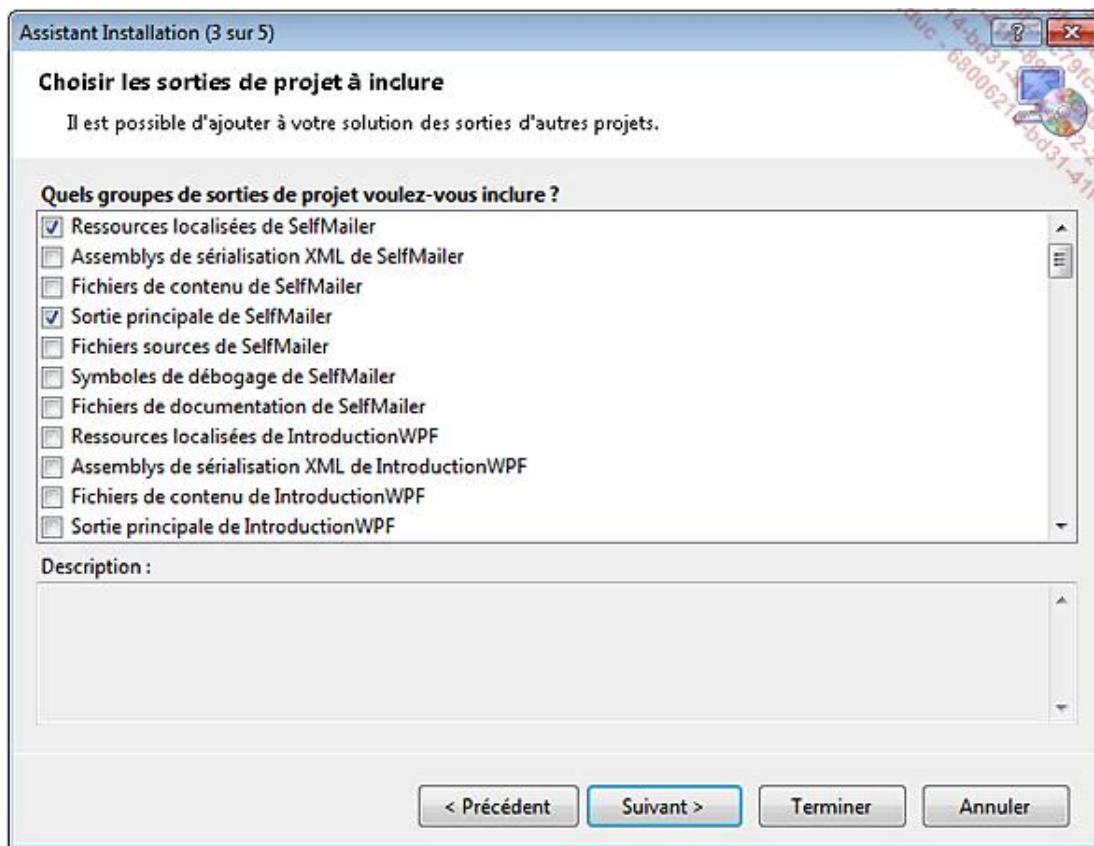 Assistant Installation (3 sur 5)
Choisir les sorties de projet à inclure
Il est possible d'ajouter à votre solution des sorties d'autres projets.
Quels groupes de sorties de projet voulez-vous inclure ?
Ressources localisées de SelfMailer
Assemblys de sérialisation XML de SelfMailer
Fichiers de contenu de SelfMailer
Sortie principale de SelfMailer
Fichiers sources de SelfMailer
Symboles de débogage de SelfMailer
Fichiers de documentation de SelfMailer
Ressources localisées de IntroductionWPF
Assemblys de sérialisation XML de IntroductionWPF
Fichiers de contenu de IntroductionWPF
Sortie principale de IntroductionWPF
Description :
< Précédent Suivant > Terminer Annuler